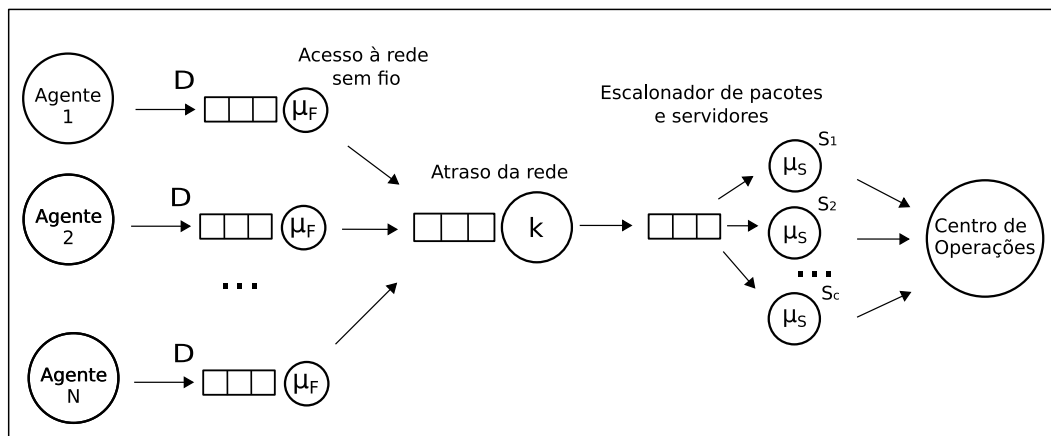 Acesso à rede
sem fio
Agente
1
D
μF
Escalonador de pacotes
e servidores
Atraso da rede
Agente
2
D
μF
k
μS
S1
μS
S2
Centro de
Operações
...
...
μS
Sc
Agente
N
D
μF